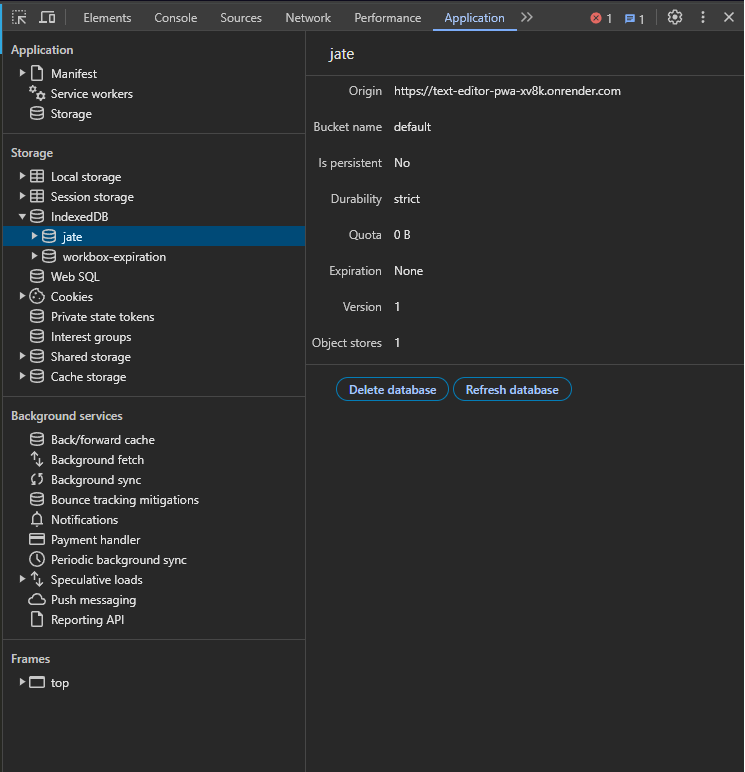 Elements Console Sources Network Performance Application 1 1
Application
Manifest
Service workers
Storage
Storage
Local storage
Session storage
IndexedDB
jate
workbox-expiration
Web SQL
Cookies
Private state tokens
Interest groups
Shared storage
Cache storage
Background services
Back/forward cache
Background fetch
Background sync
Bounce tracking mitigations
Notifications
Payment handler
Periodic background sync
Speculative loads
Push messaging
Reporting API
Frames
top
jate
Origin https://text-editor-pwa-xv8k.onrender.com
Bucket name default
Is persistent No
Durability strict
Quota 0 B
Expiration None
Version 1
Object stores 1
Delete database Refresh database